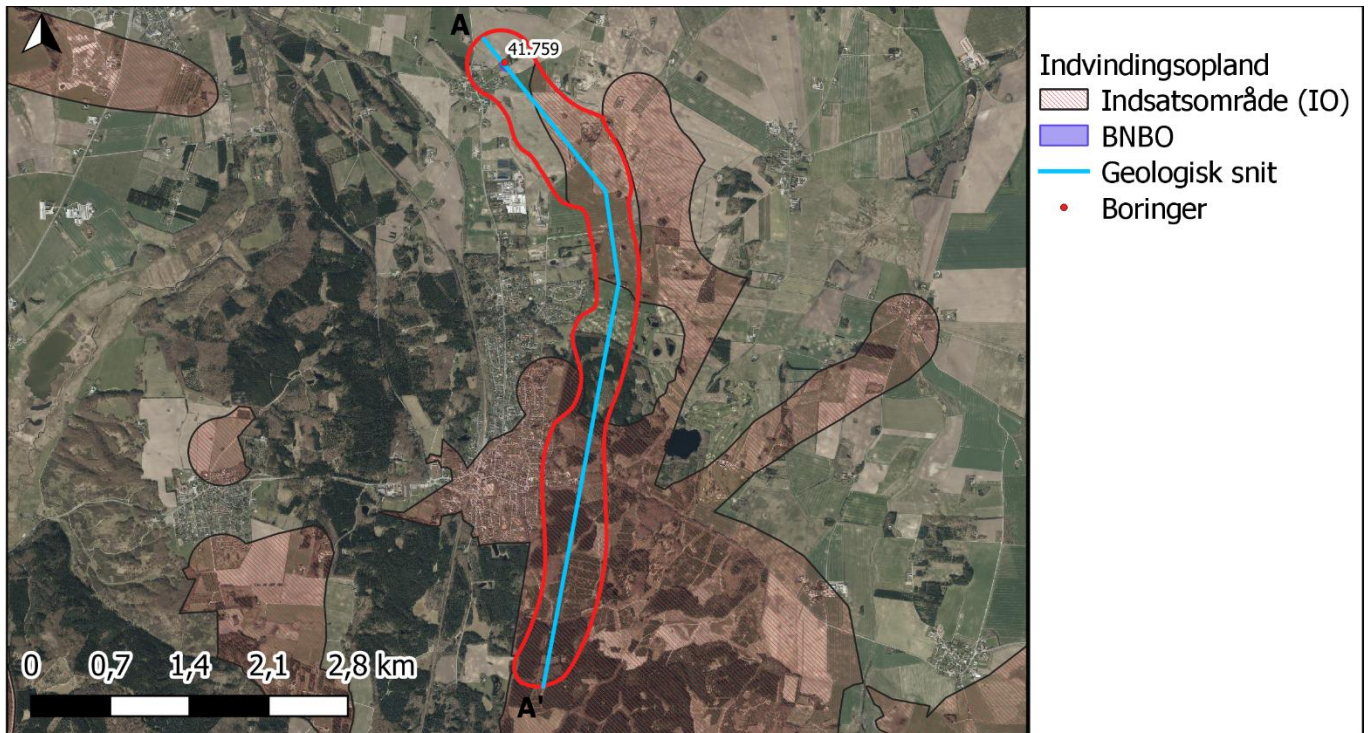 A
41.759
0 0,7 1,4 2,1 2,8 km
A'
Indvindingsopland
Indsatsområde (IO)
BNBO
Geologisk snit
Boringer